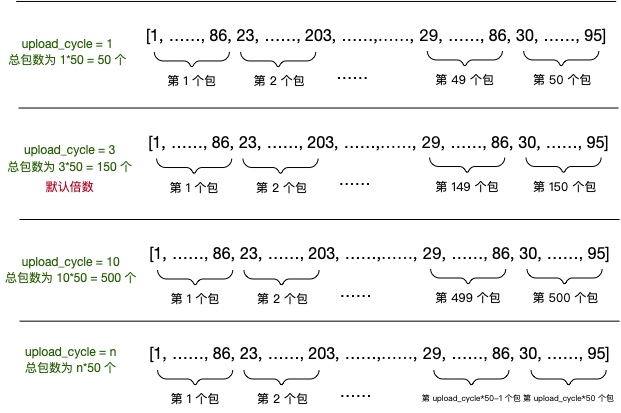 upload_cycle = 1
总包数为 1*50 = 50 个
[1, ……, 86, 23, ……, 203, ……,……, 29, ……, 86, 30, ……, 95]
第 1 个包 第 2 个包 …… 第 49 个包 第 50 个包
upload_cycle = 3
总包数为 3*50 = 150 个
默认倍数
[1, ……, 86, 23, ……, 203, ……,……, 29, ……, 86, 30, ……, 95]
第 1 个包 第 2 个包 …… 第 149 个包 第 150 个包
upload_cycle = 10
总包数为 10*50 = 500 个
[1, ……, 86, 23, ……, 203, ……,……, 29, ……, 86, 30, ……, 95]
第 1 个包 第 2 个包 …… 第 499 个包 第 500 个包
upload_cycle = n
总包数为 n*50 个
[1, ……, 86, 23, ……, 203, ……,……, 29, ……, 86, 30, ……, 95]
第 1 个包 第 2 个包 …… 第 upload_cycle*50-1 个包 第 upload_cycle*50 个包